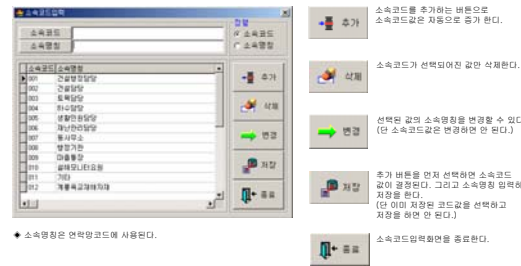 소속코드입력
정렬
소속코드
소속명칭
소속코드
소속명칭
소속코드 소속명칭
001 건설행정담당
002 건설담당
003 토목담당
004 하수담당
005 생활민원담당
006 재난관리담당
007 동사무소
008 행정기관
009 마을통장
010 설해모니터요원
011 기타
012
추가
삭제
변경
저장
종료
◆ 소속명칭은 연락망코드에 사용된다.
추가
소속코드를 추가하는 버튼으로
소속코드값은 자동으로 증가 한다.
삭제
소속코드가 선택되어진 값만 삭제한다.
변경
선택된 값의 소속명칭을 변경할 수 있다
(단 소속코드값은 변경하면 안 된다.)
저장
추가 버튼을 먼저 선택하면 소속코드
값이 결정된다. 그리고 소속명칭 입력하
저장을 한다.
(단 이미 저장된 코드값을 선택하고
저장을 하면 안 된다.)
종료
소속코드입력화면을 종료한다.